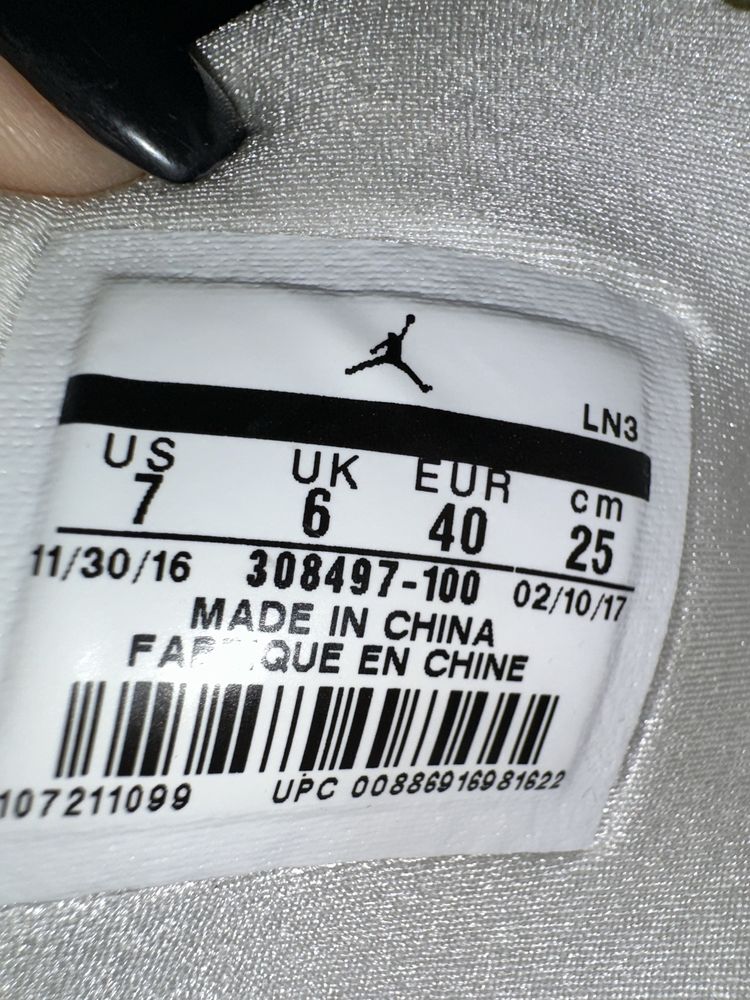 LN3
US UK EUR cm
7 6 40 25
11/30/16 308497-100 02/10/17
MADE IN CHINA
EN CHINE
107211099 UPC 00886916981622